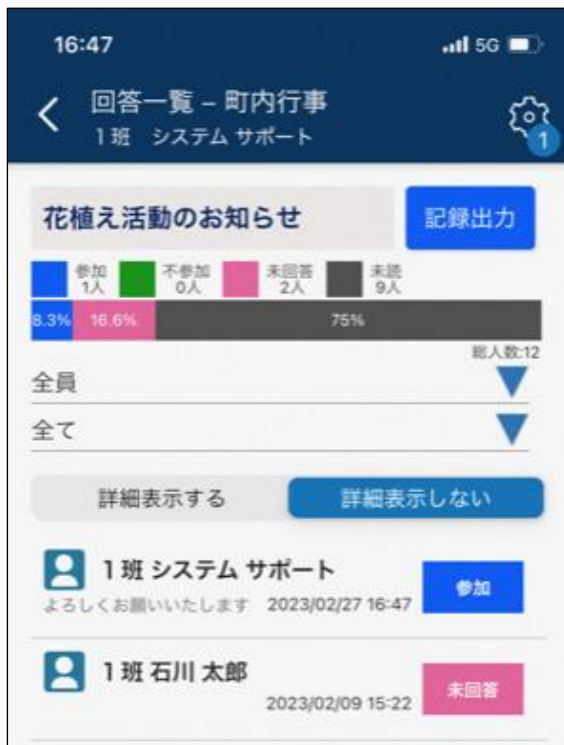 16:47 5G
回答一覧 – 町内行事
1班 システム サポート
1
花植え活動のお知らせ 記録出力
参加 不参加 未回答 未読
1人 0人 2人 9人
8.3% 16.6% 75%
総人数:12
全員
全て
詳細表示する 詳細表示しない
1班 システム サポート
よろしくお願いいたします 2023/02/27 16:47 参加
1班 石川 太郎
2023/02/09 15:22 未回答